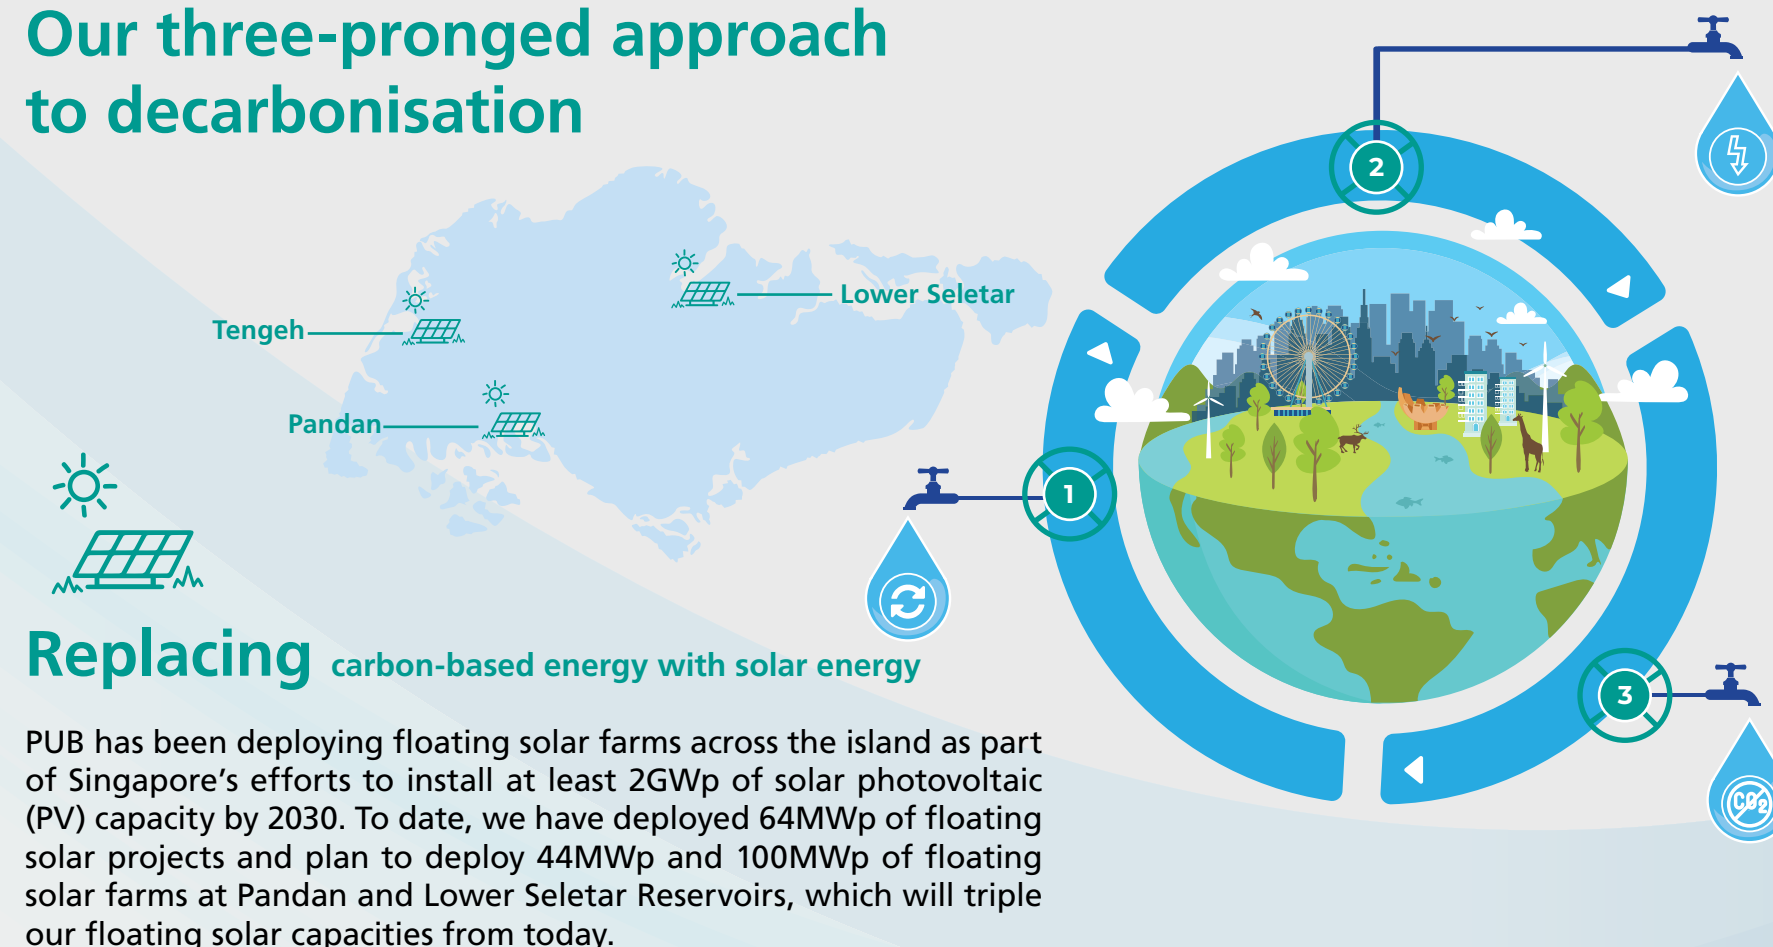 Our three-pronged approach
to decarbonisation
2
Lower Seletar
Tengeh
Pandan
1
Replacing carbon-based energy with solar energy
3
CO2
PUB has been deploying floating solar farms across the island as part
of Singapore’s efforts to install at least 2GWp of solar photovoltaic
(PV) capacity by 2030. To date, we have deployed 64MWp of floating
solar projects and plan to deploy 44MWp and 100MWp of floating
solar farms at Pandan and Lower Seletar Reservoirs, which will triple
our floating solar capacities from today.